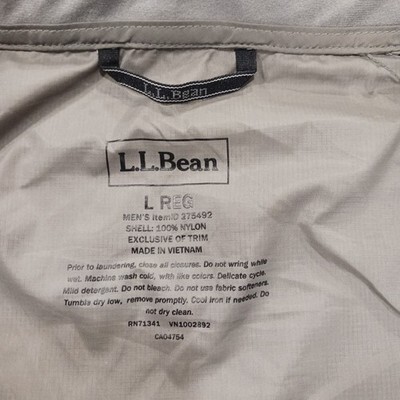 L.L.Bean
L.L.Bean
L REG
MEN'S ItemID 275492
SHELL: 100% NYLON
EXCLUSIVE OF TRIM
MADE IN VIETNAM
Prior to laundering, close all closures. Do not wring while
wet. Machine wash cold, with like colors. Delicate cycle.
Mild detergent. Do not bleach. Do not use fabric softeners.
Tumble dry low, remove promptly. Cool iron if needed. Do
not dry clean.
RN71341 VN1002892
CA04754